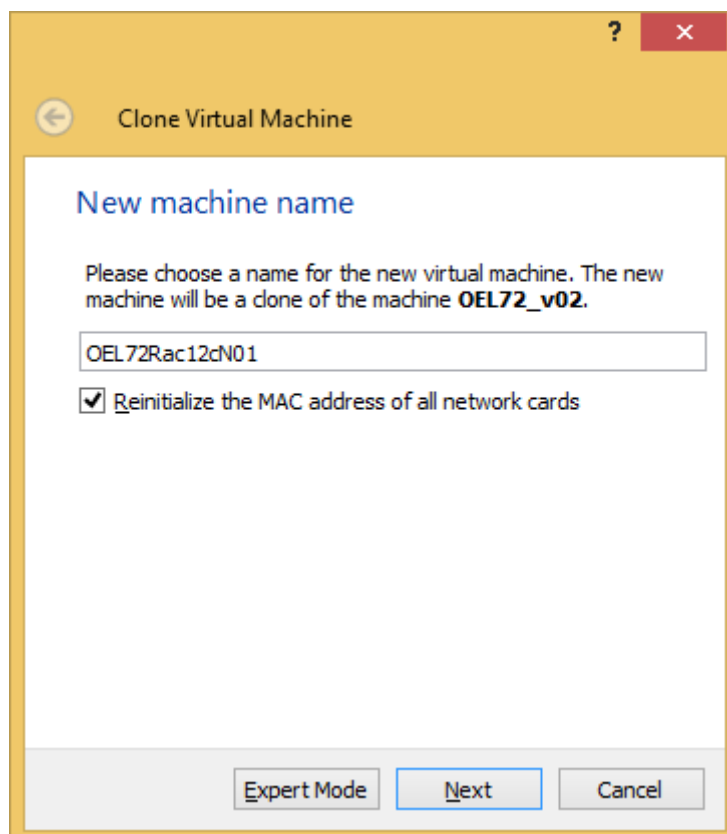 ?
Clone Virtual Machine
New machine name
Please choose a name for the new virtual machine. The new
machine will be a clone of the machine OEL72_v02.
OEL72Rac12cN01
Reinitialize the MAC address of all network cards
Expert Mode Next Cancel